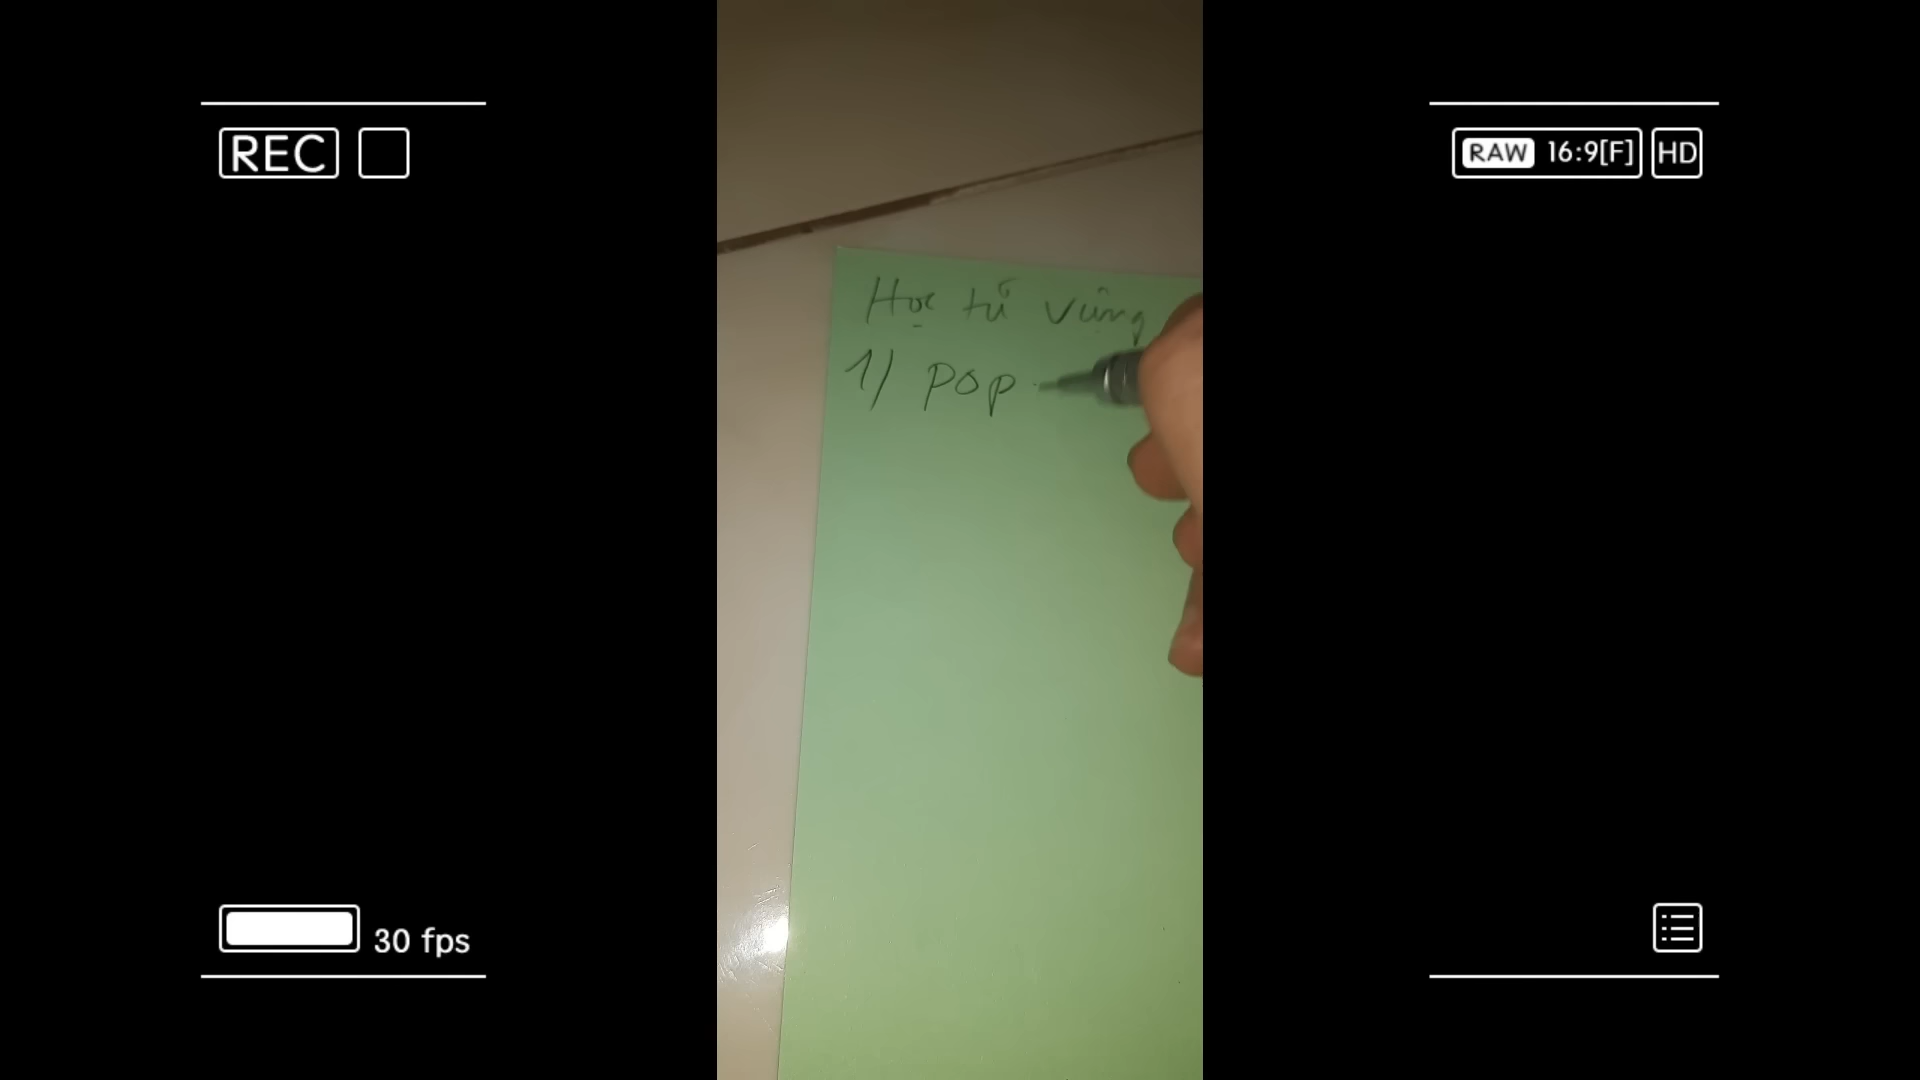 REC
RAW 16:9[F] HD
Học từ vựng
1) pop
30 fps